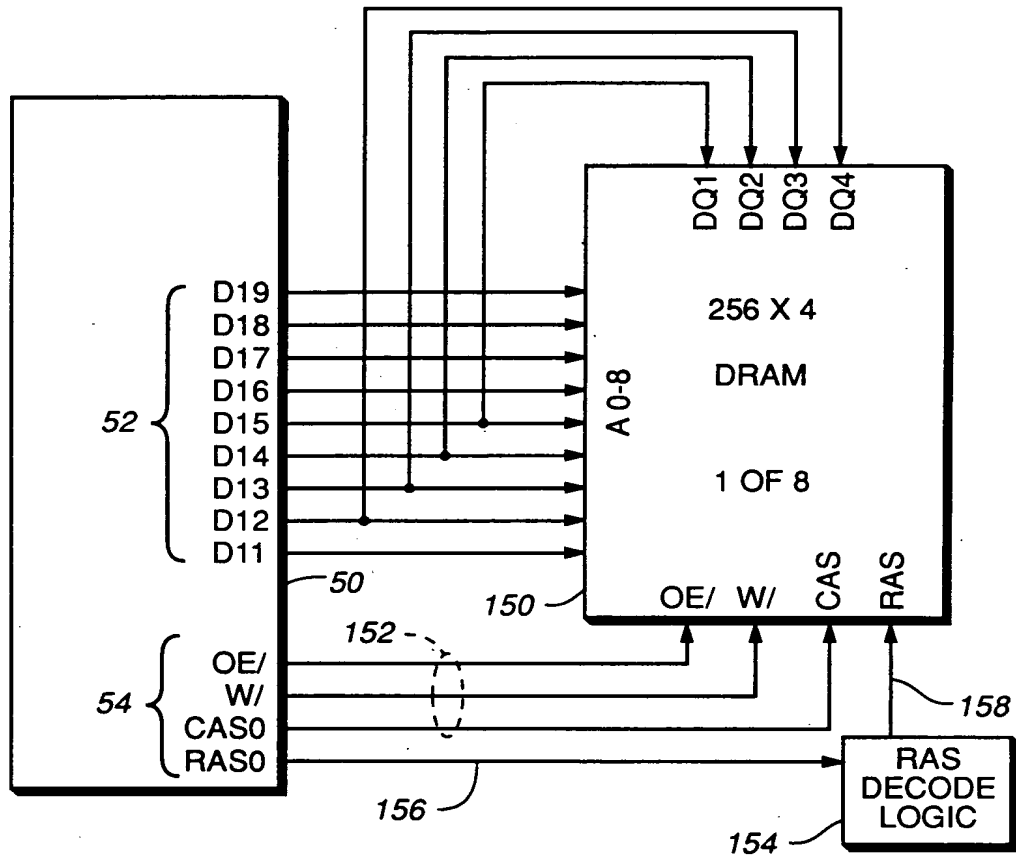 DQ1
DQ2
DQ3
DQ4
D19
D18
D17
D16
D15
D14
D13
D12
D11
52
A 0-8
256 X 4
DRAM
1 OF 8
50
150
OE/
W/
CAS
RAS
152
54
OE/
W/
CAS0
RAS0
156
158
RAS
DECODE
LOGIC
154